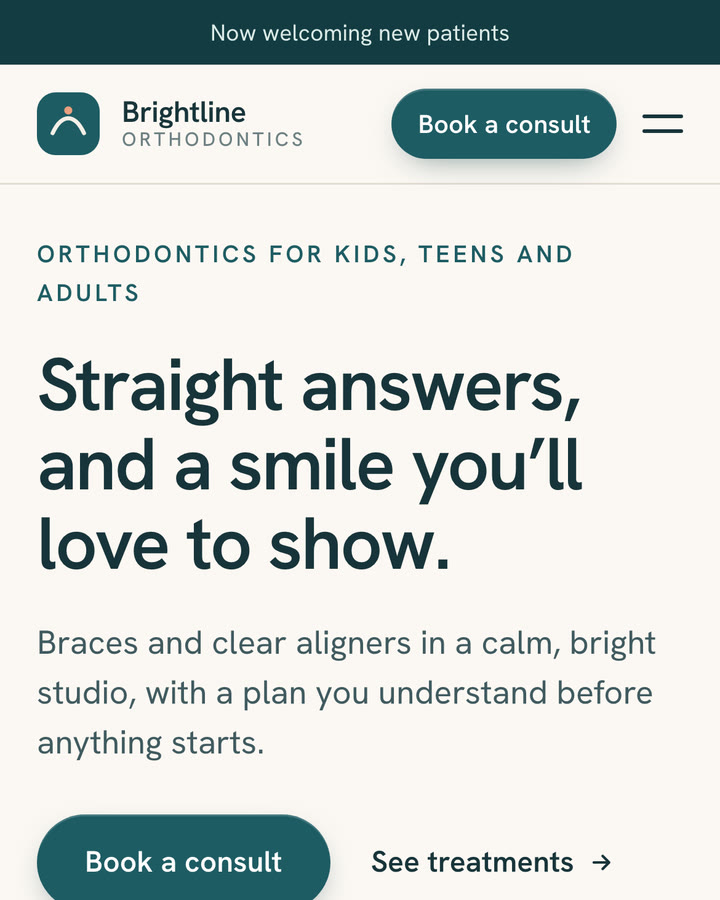 Now welcoming new patients
Brightline
ORTHODONTICS
Book a consult
ORTHODONTICS FOR KIDS, TEENS AND
ADULTS
Straight answers,
and a smile you’ll
love to show.
Braces and clear aligners in a calm, bright
studio, with a plan you understand before
anything starts.
Book a consult
See treatments →